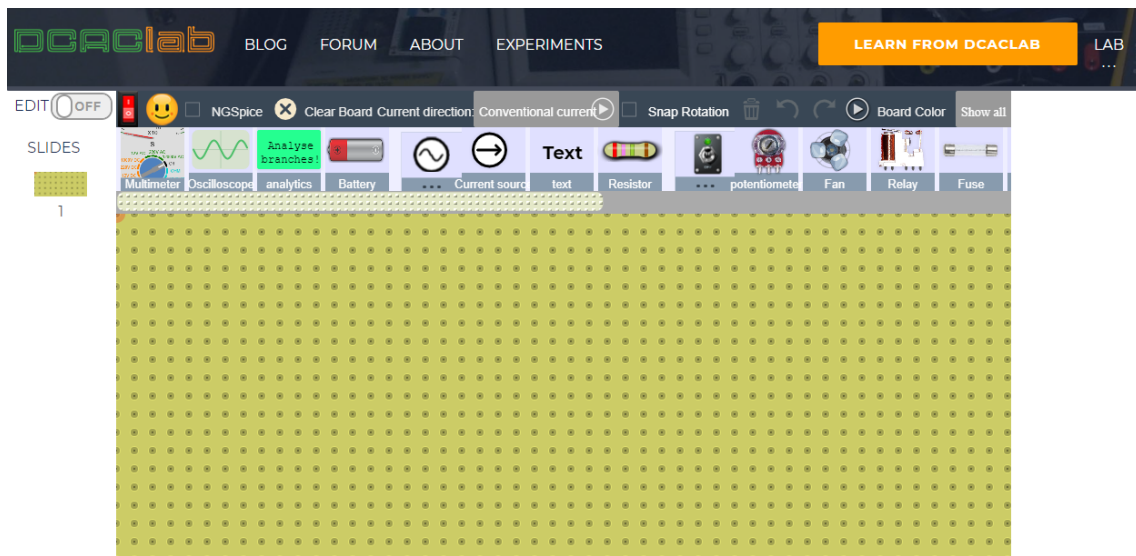 DCAClab
BLOG FORUM ABOUT EXPERIMENTS
LEARN FROM DCACLAB
LAB
...
EDIT OFF
NGSpice Clear Board Current direction: Conventional current Snap Rotation Board Color Show all
SLIDES
1
Analyse
branches!
Text
Multimeter Oscilloscope analytics Battery ... Current sourc text Resistor ... potentiomete Fan Relay Fuse